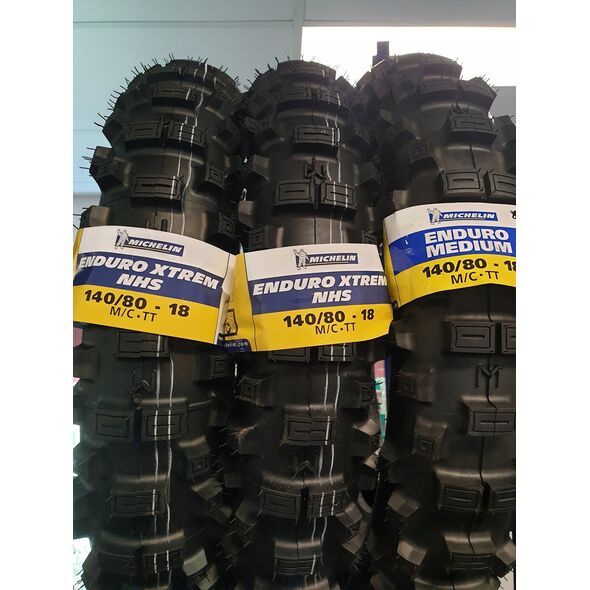 MICHELIN
ENDURO XTREM
NHS
140/80 - 18
M/C•TT
MICHELIN
ENDURO XTREM
NHS
140/80 - 18
M/C•TT
MICHELIN
ENDURO
MEDIUM
140/80 - 18
M/C•TT